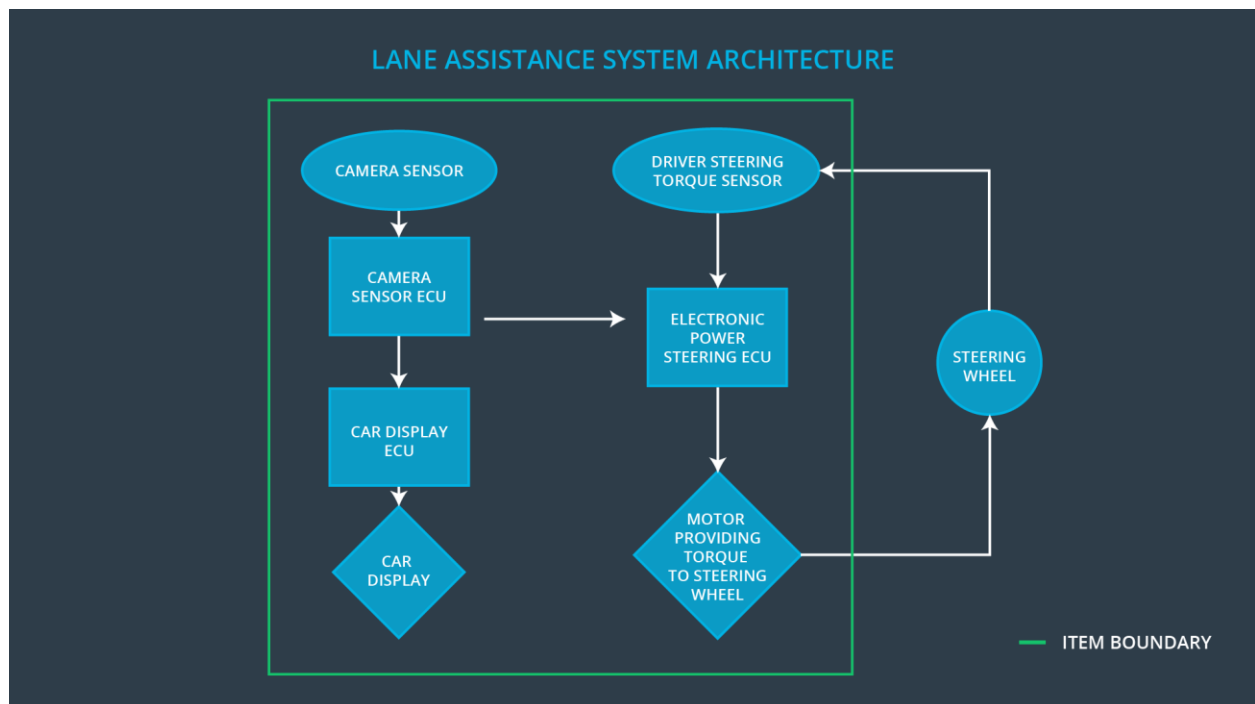 LANE ASSISTANCE SYSTEM ARCHITECTURE
CAMERA SENSOR
CAMERA
SENSOR ECU
CAR DISPLAY
ECU
CAR
DISPLAY
DRIVER STEERING
TORQUE SENSOR
ELECTRONIC
POWER
STEERING ECU
MOTOR
PROVIDING
TORQUE
TO STEERING
WHEEL
STEERING
WHEEL
ITEM BOUNDARY